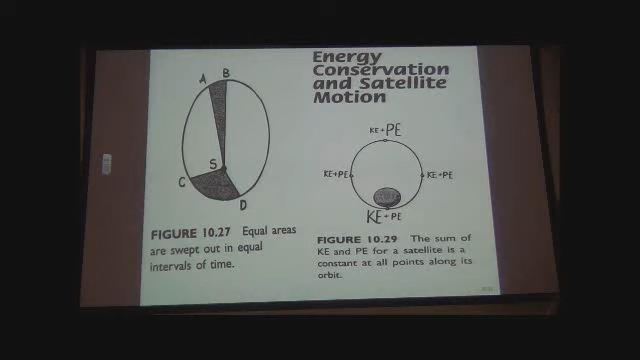 Energy
Conservation
and Satellite
Motion
A B
S
C
D
FIGURE 10.27 Equal areas
are swept out in equal
intervals of time.
KE + PE
KE+PE
KE+PE
KE + PE
FIGURE 10.29 The sum of
KE and PE for a satellite is a
constant at all points along its
orbit.